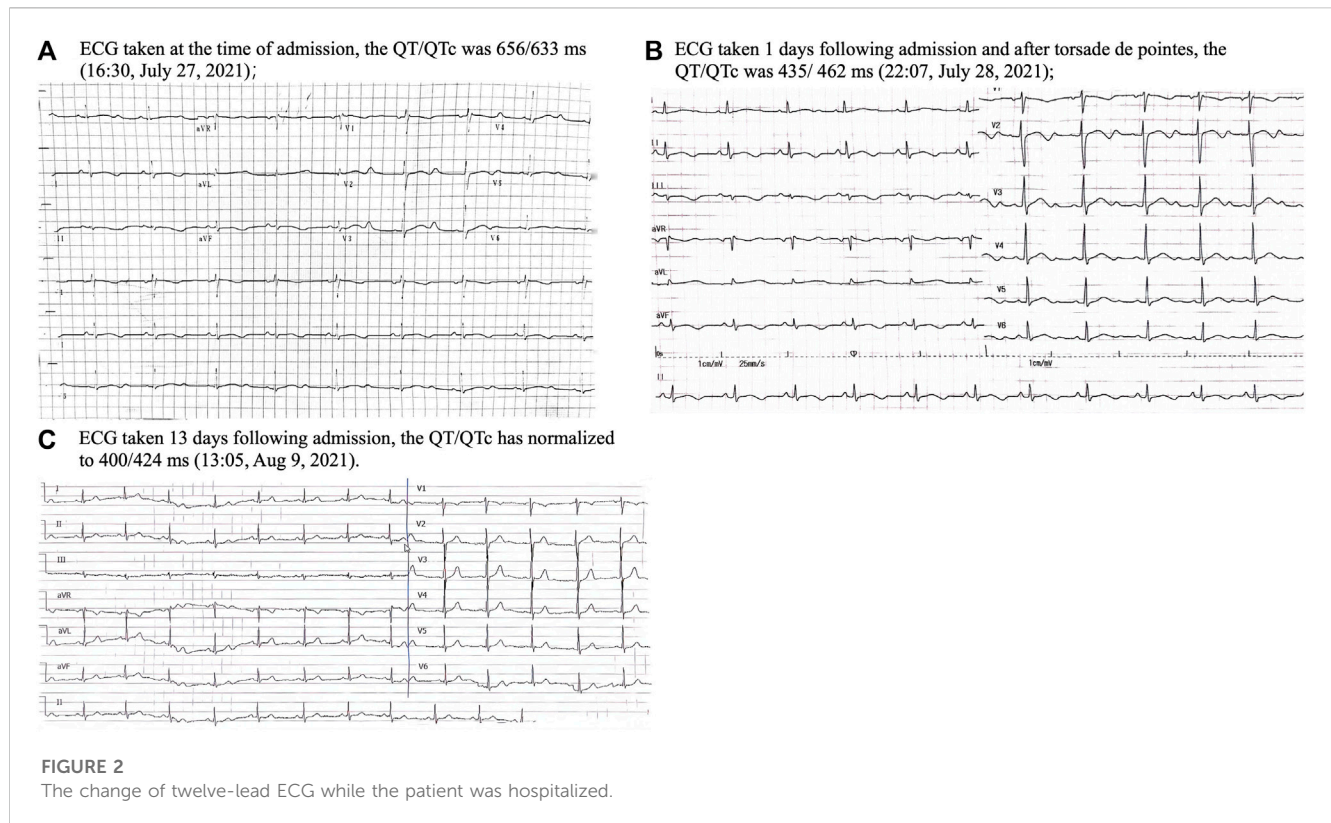 A ECG taken at the time of admission, the QT/QTc was 656/633 ms
(16:30, July 27, 2021);
aVR V1 V4
I aVL V2 V5
II aVF V3 V6
B ECG taken 1 days following admission and after torsade de pointes, the
QT/QTc was 435/ 462 ms (22:07, July 28, 2021);
I V1
II V2
III V3
aVR V4
aVL V5
aVF V6
1cm/mV 25mm/s 1cm/mV
II
C ECG taken 13 days following admission, the QT/QTc has normalized
to 400/424 ms (13:05, Aug 9, 2021).
I V1
II V2
III V3
aVR V4
aVL V5
aVF V6
II
FIGURE 2
The change of twelve-lead ECG while the patient was hospitalized.